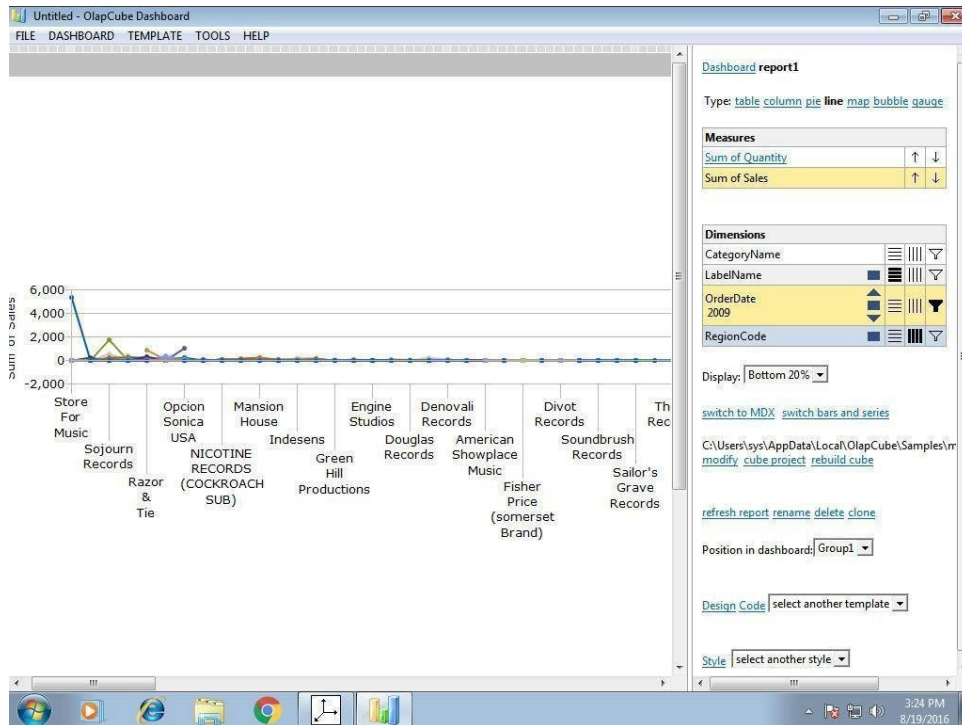 Untitled - OlapCube Dashboard
FILE DASHBOARD TEMPLATE TOOLS HELP
Sum of Sales
6,000
4,000
2,000
0
-2,000
Store
For
Music
Sojourn
Records
Razor
&
Tie
Opcion
Sonica
USA
NICOTINE
RECORDS
(COCKROACH
SUB)
Mansion
House
Indesens
Green
Hill
Productions
Engine
Studios
Douglas
Records
Denovali
Records
American
Showplace
Music
Fisher
Price
(somerset
Brand)
Divot
Records
Soundbrush
Records
Sailor's
Grave
Records
Th
Rec
Dashboard report1
Type: table column pie line map bubble gauge
Measures
Sum of Quantity ↑ ↓
Sum of Sales ↑ ↓
Dimensions
CategoryName
LabelName
OrderDate
2009
RegionCode
Display: Bottom 20%
switch to MDX switch bars and series
C:\Users\sys\AppData\Local\OlapCube\Samples\m
modify cube project rebuild cube
refresh report rename delete clone
Position in dashboard: Group1
Design Code select another template
Style select another style
3:24 PM
8/19/2016